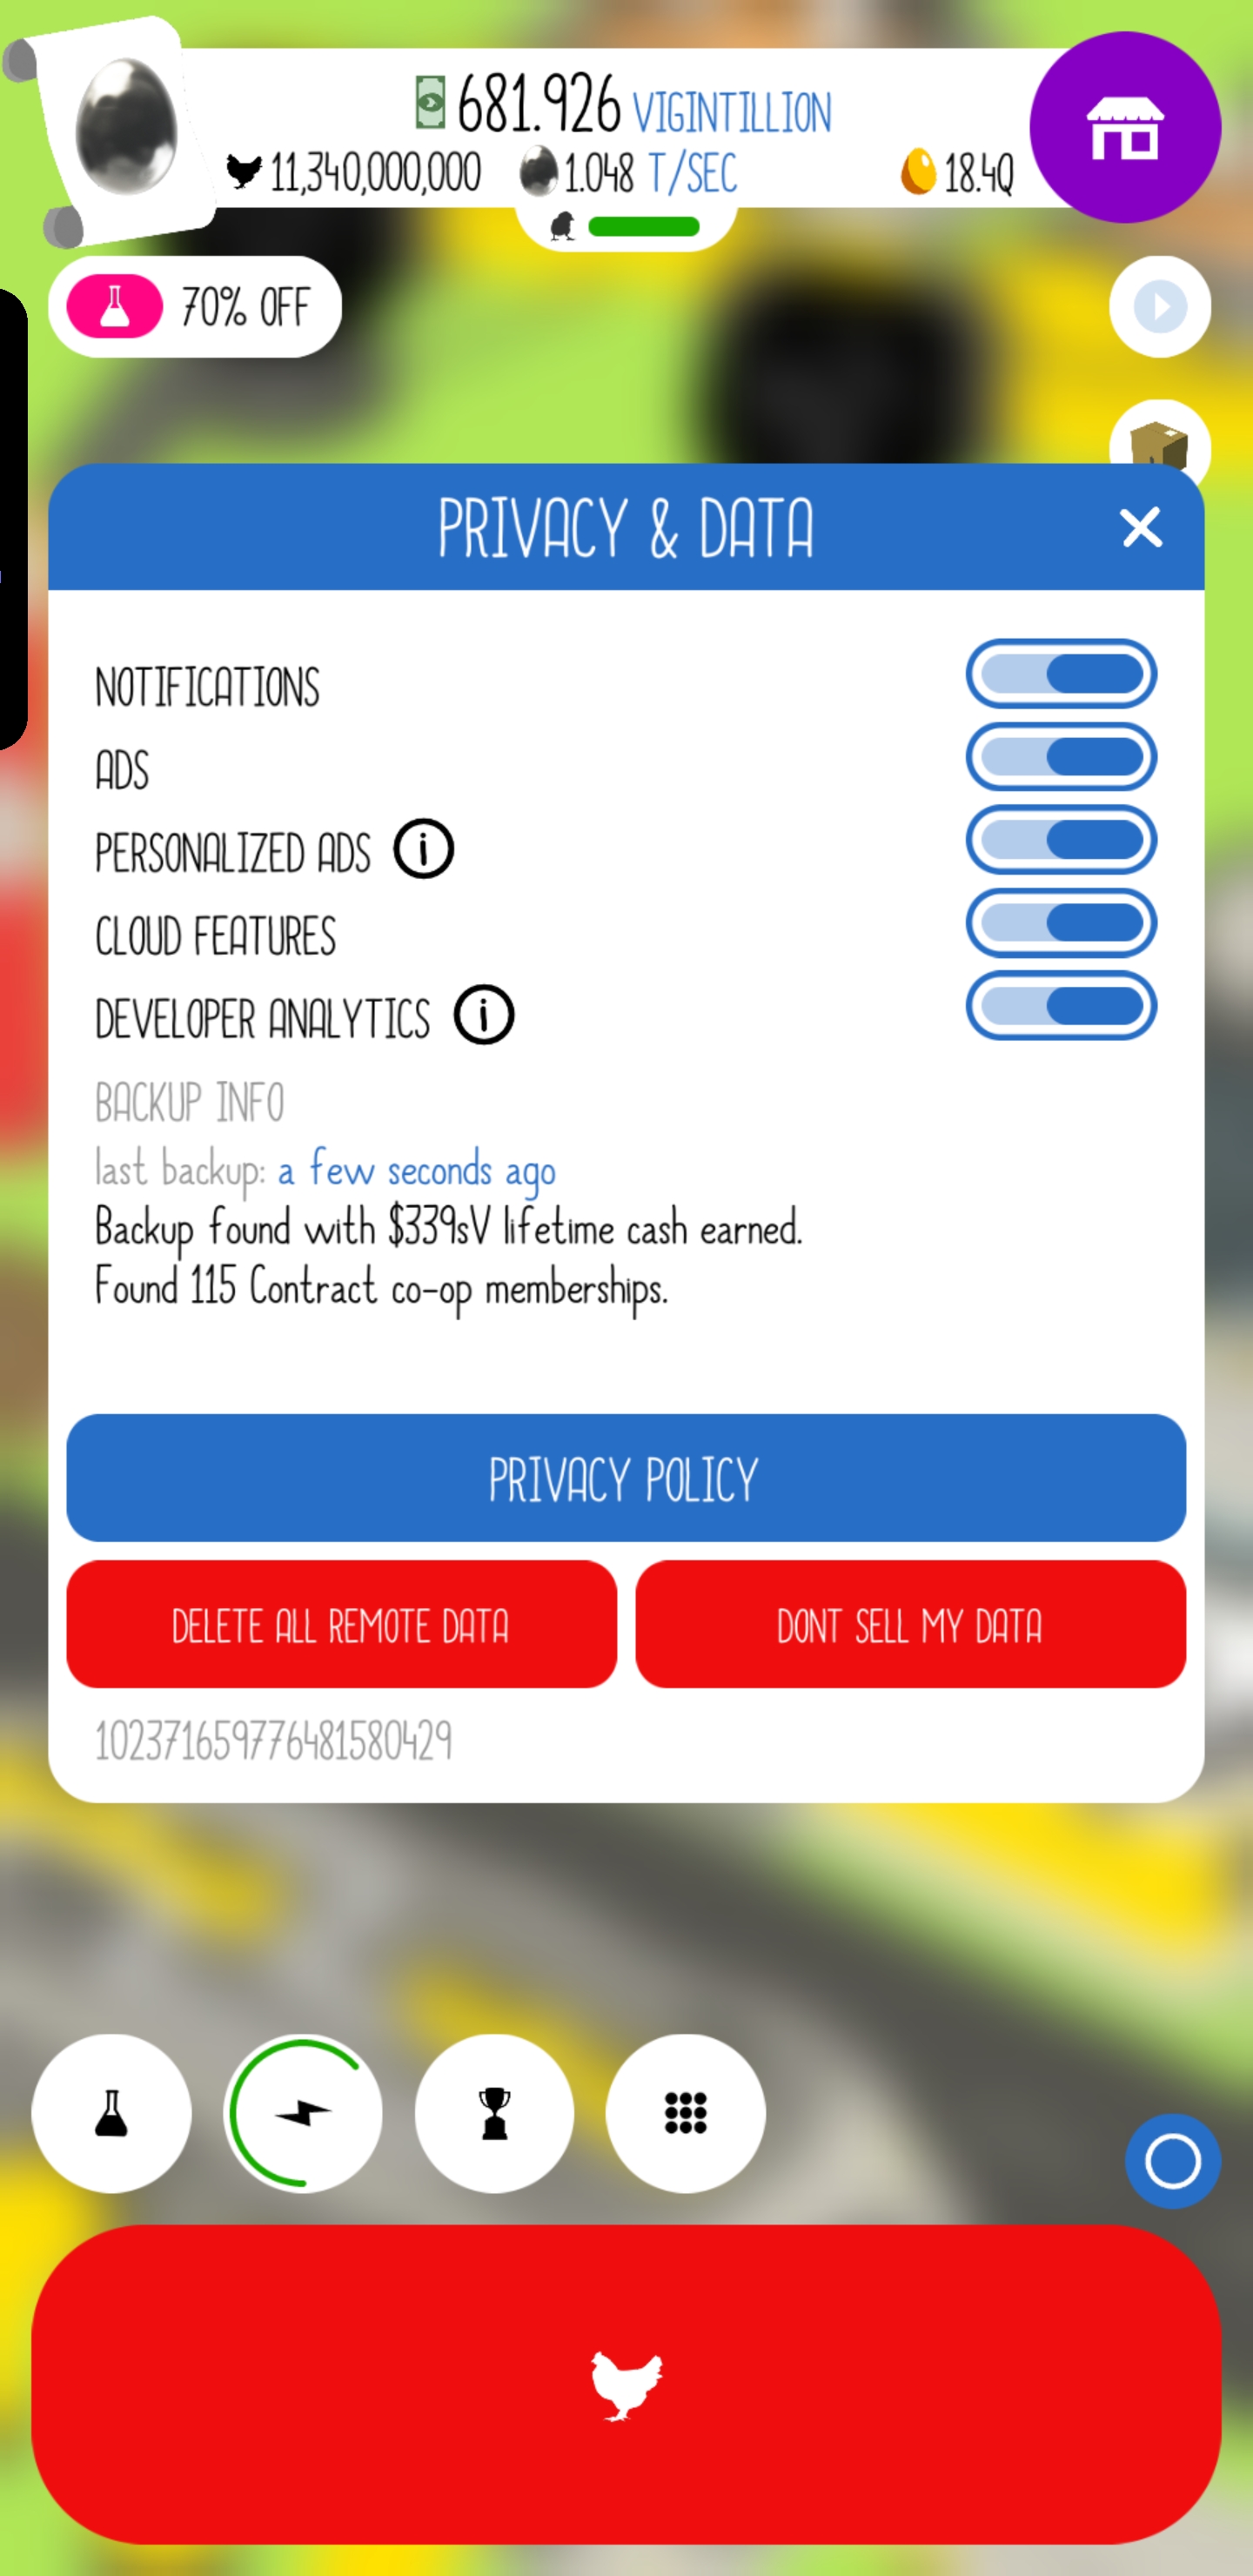 681.926 VIGINTILLION
11,340,000,000 1.048 T/SEC 18.4Q
70% OFF
PRIVACY & DATA
NOTIFICATIONS
ADS
PERSONALIZED ADS i
CLOUD FEATURES
DEVELOPER ANALYTICS i
BACKUP INFO
last backup: a few seconds ago
Backup found with $339sV lifetime cash earned.
Found 115 Contract co-op memberships.
PRIVACY POLICY
DELETE ALL REMOTE DATA DONT SELL MY DATA
102371659776481580429